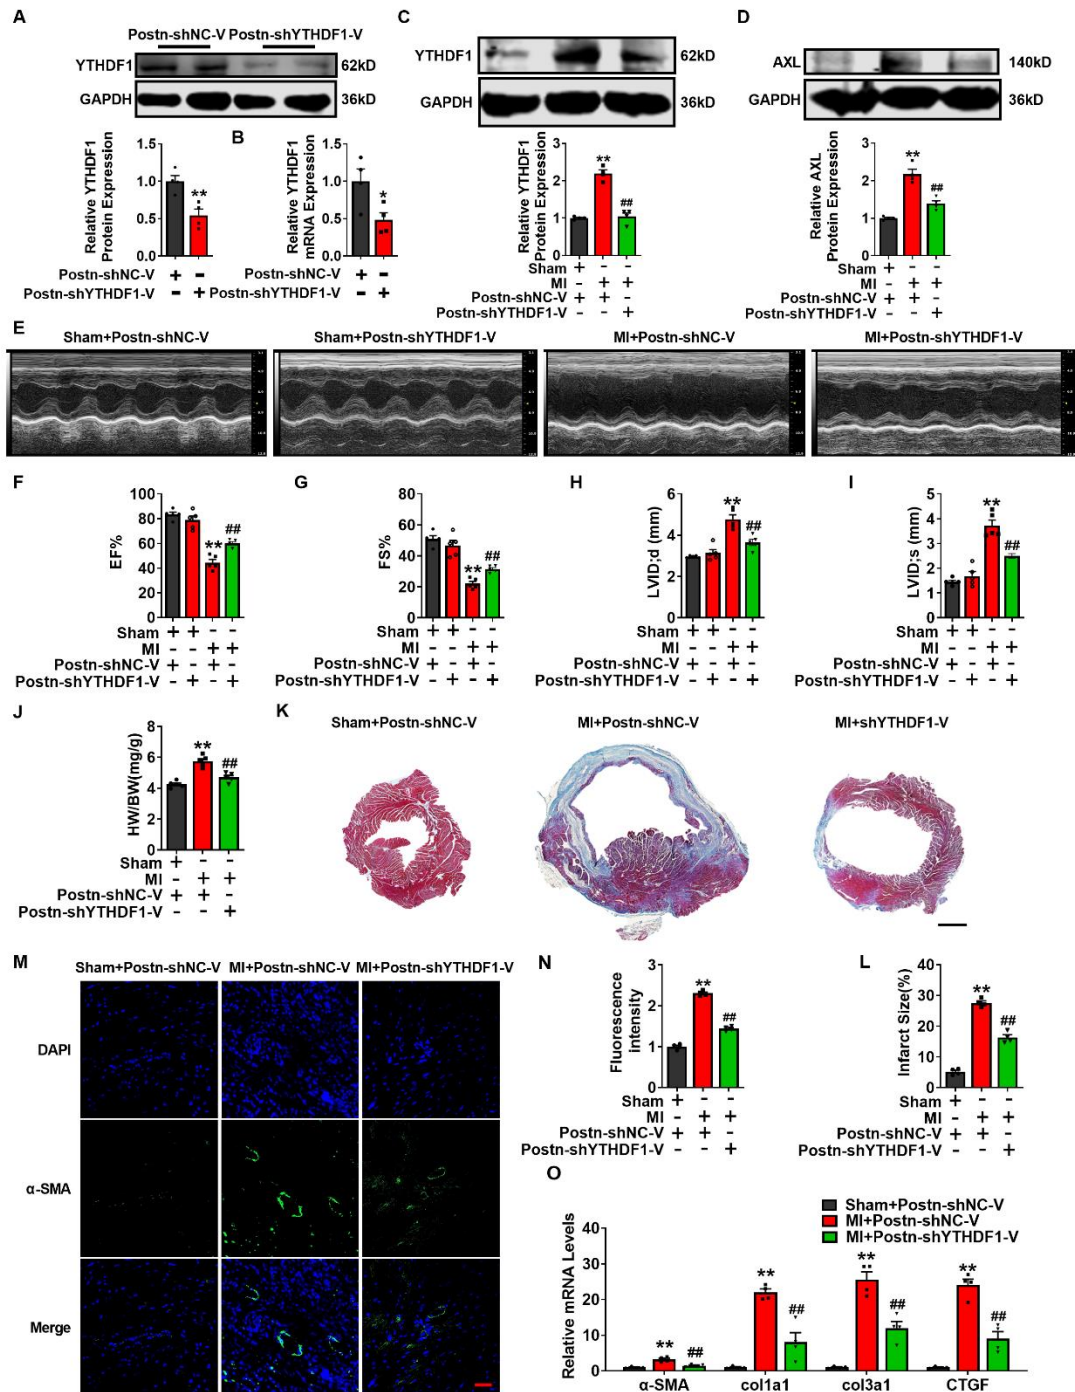 A
Postn-shNC-V Postn-shYTHDF1-V
YTHDF1 62kD
GAPDH 36kD
Relative YTHDF1
Protein Expression
1.5
1.0
0.5
0.0
**
Postn-shNC-V + -
Postn-shYTHDF1-V - +
B
Relative YTHDF1
mRNA Expression
1.5
1.0
0.5
0.0
*
+ -
- +
C
YTHDF1 62kD
GAPDH 36kD
Relative YTHDF1
Protein Expression
3
2
1
0
**
##
Sham + - -
MI - + +
Postn-shNC-V + + -
Postn-shYTHDF1-V - - +
D
AXL 140kD
GAPDH 36kD
Relative AXL
Protein Expression
3
2
1
0
**
##
Sham + - -
MI - + +
Postn-shNC-V + + -
Postn-shYTHDF1-V - - +
E
Sham+Postn-shNC-V Sham+Postn-shYTHDF1-V MI+Postn-shNC-V MI+Postn-shYTHDF1-V
F
EF%
100
80
60
40
20
0
**
##
Sham + + - -
MI - - + +
Postn-shNC-V + - + -
Postn-shYTHDF1-V - + - +
G
FS%
80
60
40
20
0
**
##
Sham + + - -
MI - - + +
Postn-shNC-V + - + -
Postn-shYTHDF1-V - + - +
H
LVID;d (mm)
6
4
2
0
**
##
Sham + + - -
MI - - + +
Postn-shNC-V + - + -
Postn-shYTHDF1-V - + - +
I
LVID;s (mm)
5
4
3
2
1
0
**
##
Sham + + - -
MI - - + +
Postn-shNC-V + - + -
Postn-shYTHDF1-V - + - +
J
HW/BW(mg/g)
8
6
4
2
0
**
##
Sham + - -
MI - + +
Postn-shNC-V + + -
Postn-shYTHDF1-V - - +
K
Sham+Postn-shNC-V MI+Postn-shNC-V MI+shYTHDF1-V
M
Sham+Postn-shNC-V MI+Postn-shNC-V MI+Postn-shYTHDF1-V
DAPI
α-SMA
Merge
N
Fluorescence
intensity
3
2
1
0
**
##
Sham + - -
MI - + +
Postn-shNC-V + + -
Postn-shYTHDF1-V - - +
L
Infarct Size(%)
40
30
20
10
0
**
##
Sham + - -
MI - + +
Postn-shNC-V + + -
Postn-shYTHDF1-V - - +
O
Sham+Postn-shNC-V
MI+Postn-shNC-V
MI+Postn-shYTHDF1-V
Relative mRNA Levels
40
30
20
10
0
** ## ** ## ** ## ** ##
α-SMA col1a1 col3a1 CTGF